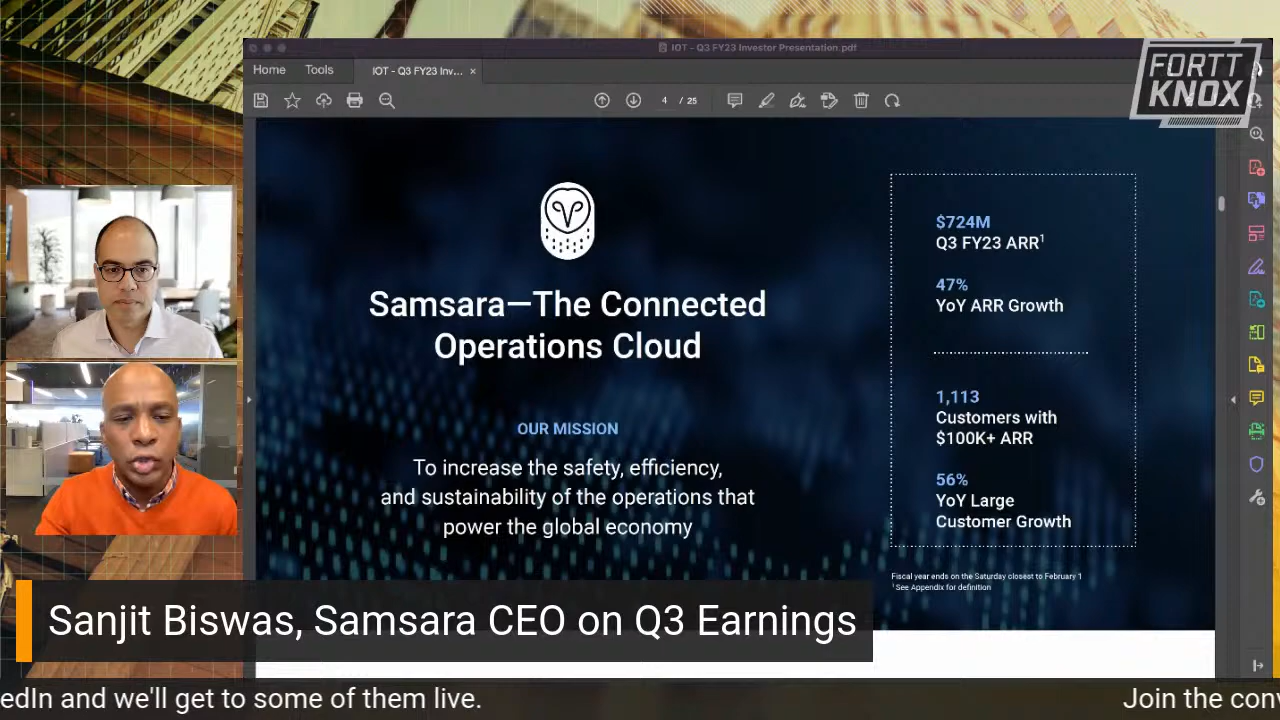 IOT - Q3 FY23 Investor Presentation.pdf
Home
Tools
IOT - Q3 FY23 Inv... ×
4 / 25
FORTT
KNOX
Samsara—The Connected
Operations Cloud
OUR MISSION
To increase the safety, efficiency,
and sustainability of the operations that
power the global economy
$724M
Q3 FY23 ARR¹
47%
YoY ARR Growth
1,113
Customers with
$100K+ ARR
56%
YoY Large
Customer Growth
Fiscal year ends on the Saturday closest to February 1
¹ See Appendix for definition
Sanjit Biswas, Samsara CEO on Q3 Earnings
edIn and we'll get to some of them live.
Join the conv